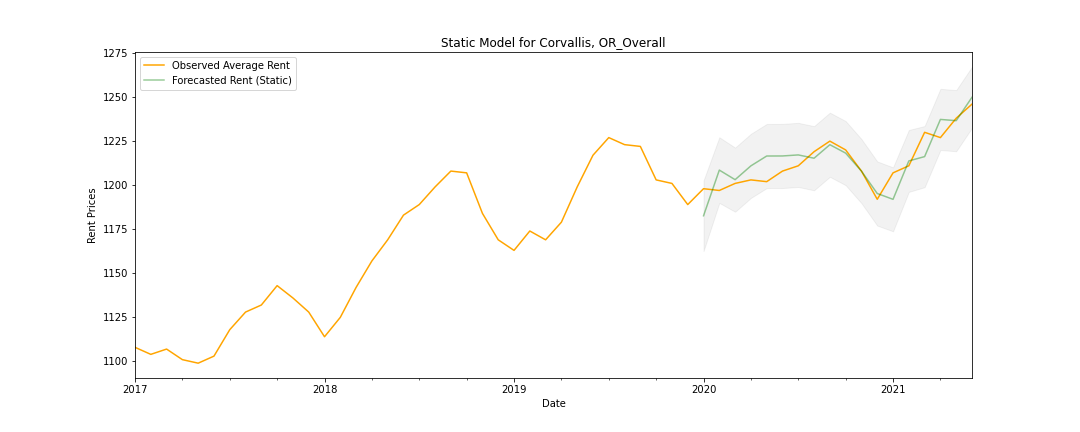 Static Model for Corvallis, OR_Overall
Observed Average Rent
Forecasted Rent (Static)
Rent Prices
1275
1250
1225
1200
1175
1150
1125
1100
2017
2018
2019
2020
2021
Date